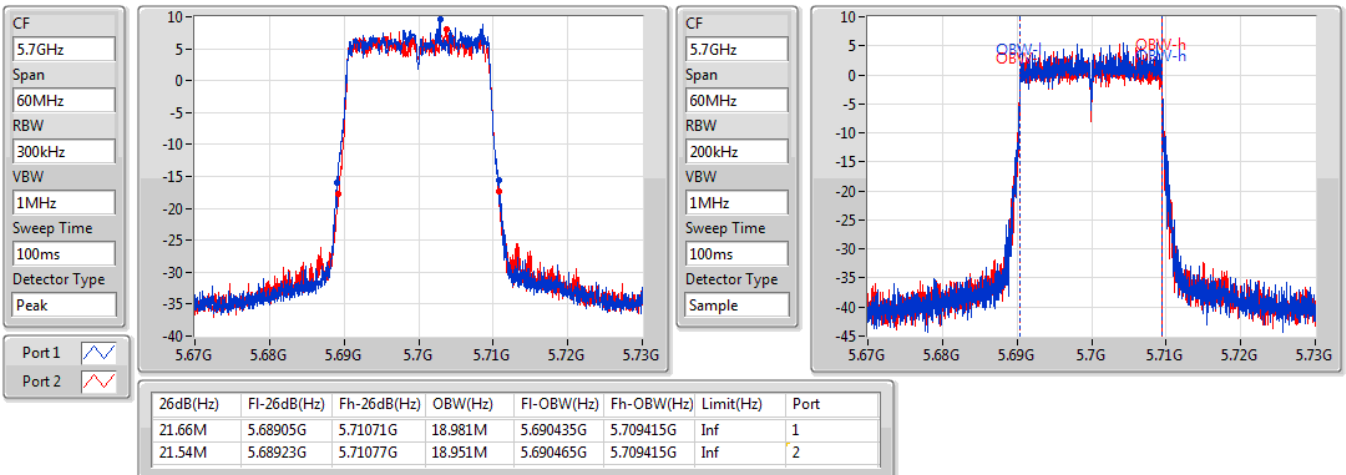 CF
5.7GHz
Span
60MHz
RBW
300kHz
VBW
1MHz
Sweep Time
100ms
Detector Type
Peak
10
5
0
-5
-10
-15
-20
-25
-30
-35
-40
5.67G 5.68G 5.69G 5.7G 5.71G 5.72G 5.73G
CF
5.7GHz
Span
60MHz
RBW
200kHz
VBW
1MHz
Sweep Time
100ms
Detector Type
Sample
10
5
0
-5
-10
-15
-20
-25
-30
-35
-40
-45
OBW-h
OBW-h
5.67G 5.68G 5.69G 5.7G 5.71G 5.72G 5.73G
Port 1
Port 2
26dB(Hz) Fl-26dB(Hz) Fh-26dB(Hz) OBW(Hz) Fl-OBW(Hz) Fh-OBW(Hz) Limit(Hz) Port
21.66M 5.68905G 5.71071G 18.981M 5.690435G 5.709415G Inf 1
21.54M 5.68923G 5.71077G 18.951M 5.690465G 5.709415G Inf 2